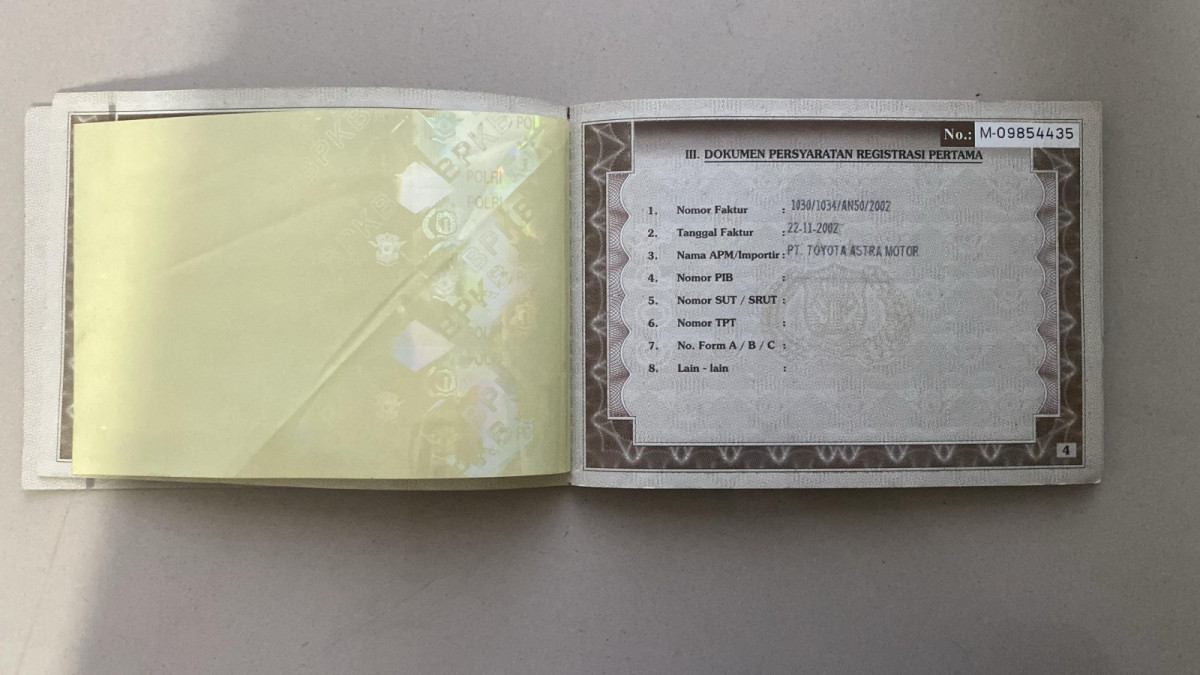 BPKB
POLRI
POLRI
No.: M-09854435
III. DOKUMEN PERSYARATAN REGISTRASI PERTAMA
1. Nomor Faktur : 1030/1034/AN50/2002
2. Tanggal Faktur : 22-11-2002
3. Nama APM/Importir : PT. TOYOTA ASTRA MOTOR
4. Nomor PIB :
5. Nomor SUT / SRUT :
6. Nomor TPT :
7. No. Form A / B / C :
8. Lain - lain :
4